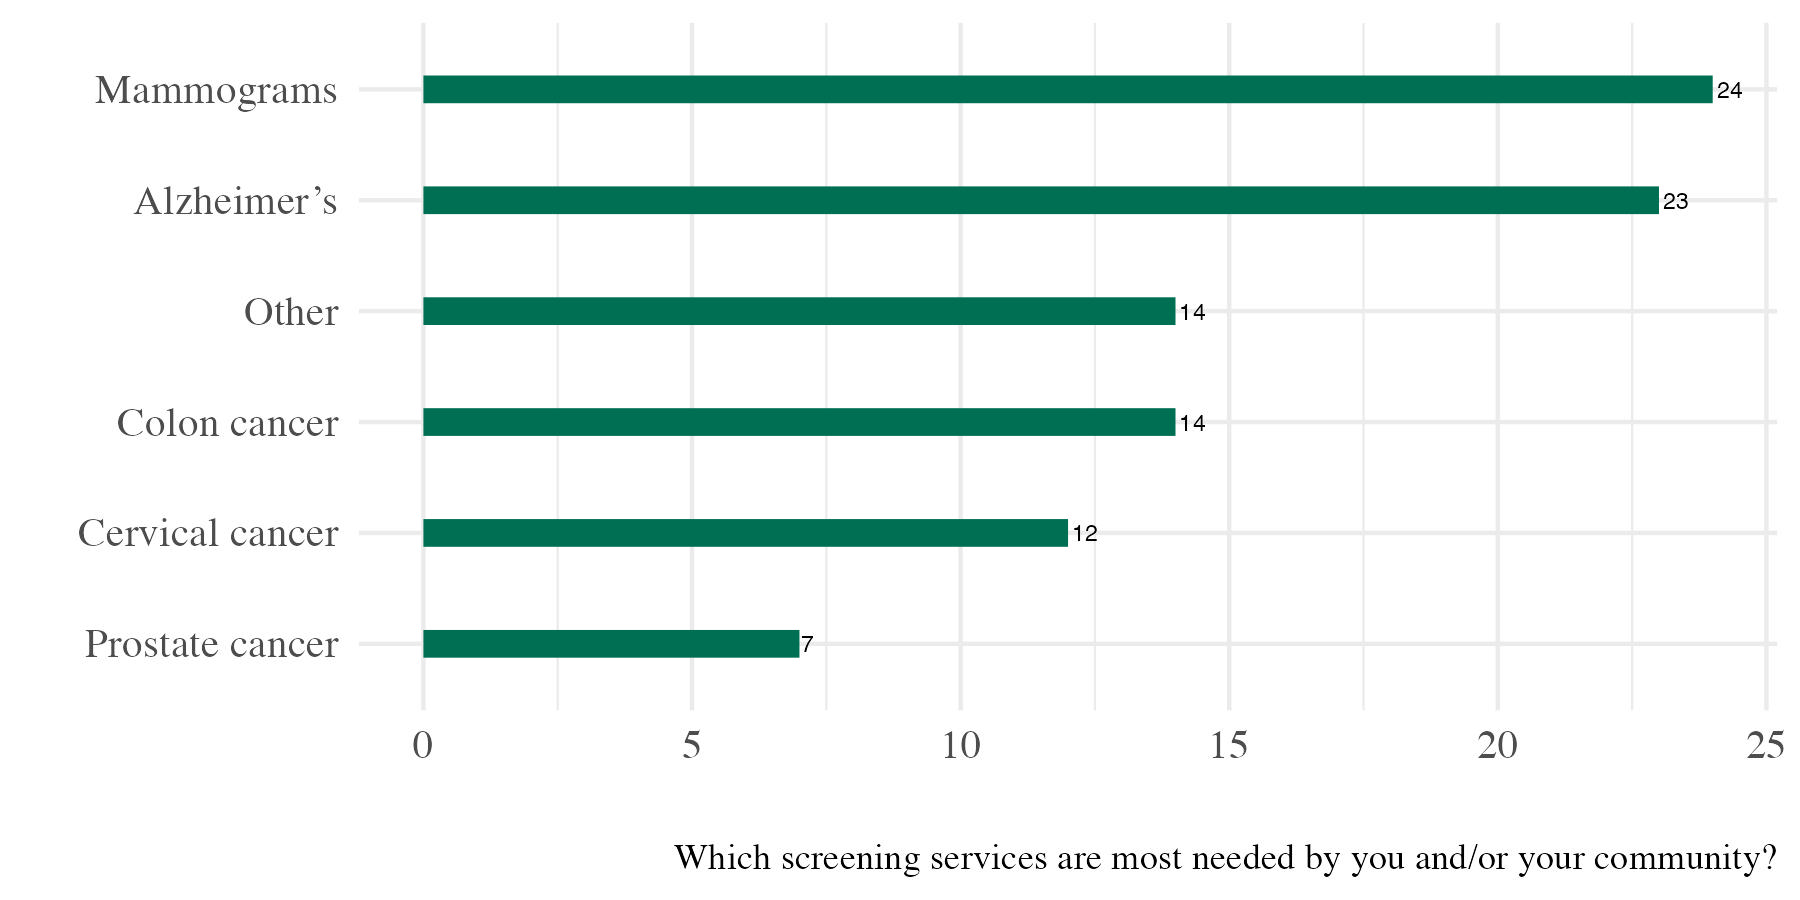 Mammograms 24
Alzheimer’s 23
Other 14
Colon cancer 14
Cervical cancer 12
Prostate cancer 7
0 5 10 15 20 25
Which screening services are most needed by you and/or your community?